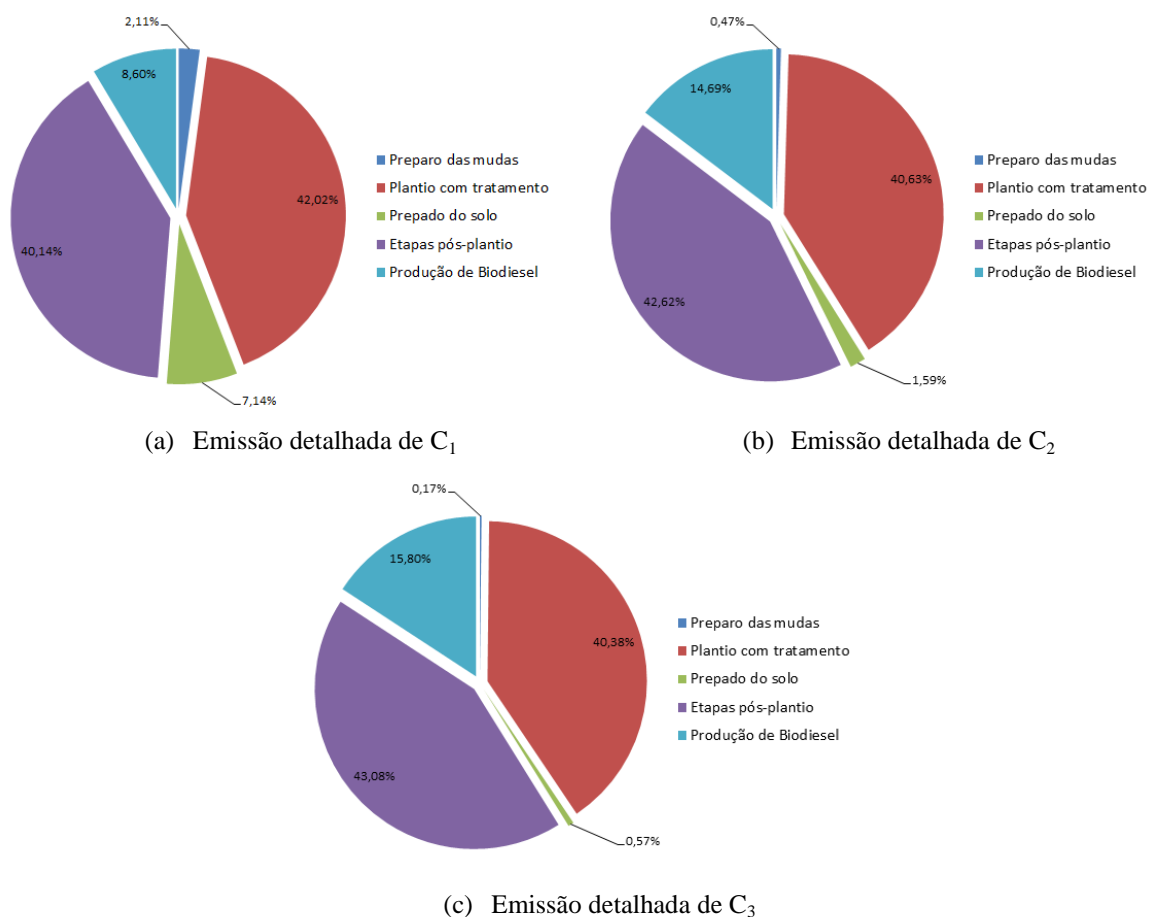 2,11%
8,60%
42,02%
40,14%
7,14%
Preparo das mudas
Plantio com tratamento
Prepado do solo
Etapas pós-plantio
Produção de Biodiesel
(a) Emissão detalhada de C₁
0,47%
14,69%
40,63%
42,62%
1,59%
Preparo das mudas
Plantio com tratamento
Prepado do solo
Etapas pós-plantio
Produção de Biodiesel
(b) Emissão detalhada de C₂
0,17%
15,80%
40,38%
43,08%
0,57%
Preparo das mudas
Plantio com tratamento
Prepado do solo
Etapas pós-plantio
Produção de Biodiesel
(c) Emissão detalhada de C₃